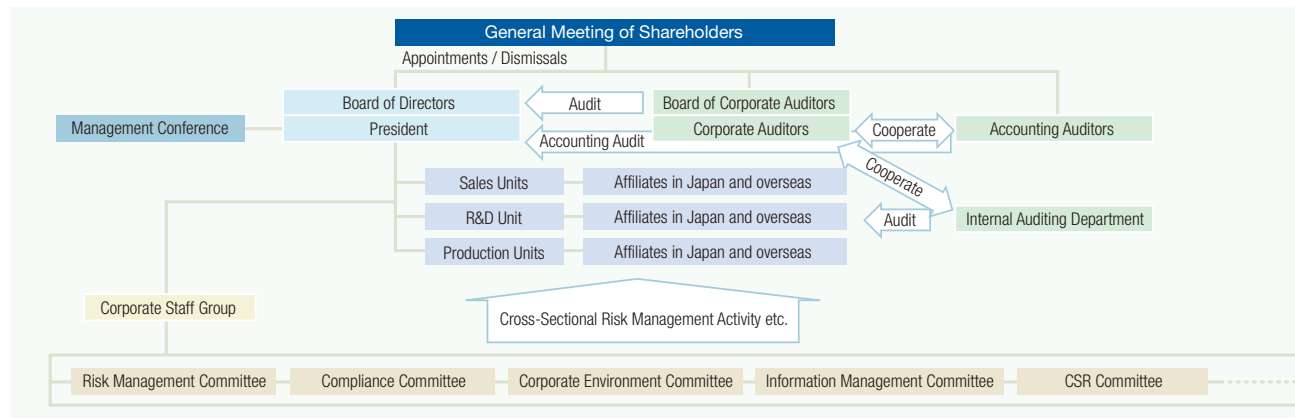 General Meeting of Shareholders
Appointments / Dismissals
Board of Directors
Audit
Board of Corporate Auditors
Management Conference
President
Corporate Auditors
Cooperate
Accounting Auditors
Accounting Audit
Cooperate
Sales Units
Affiliates in Japan and overseas
R&D Unit
Affiliates in Japan and overseas
Audit
Internal Auditing Department
Production Units
Affiliates in Japan and overseas
Corporate Staff Group
Cross-Sectional Risk Management Activity etc.
Risk Management Committee
Compliance Committee
Corporate Environment Committee
Information Management Committee
CSR Committee